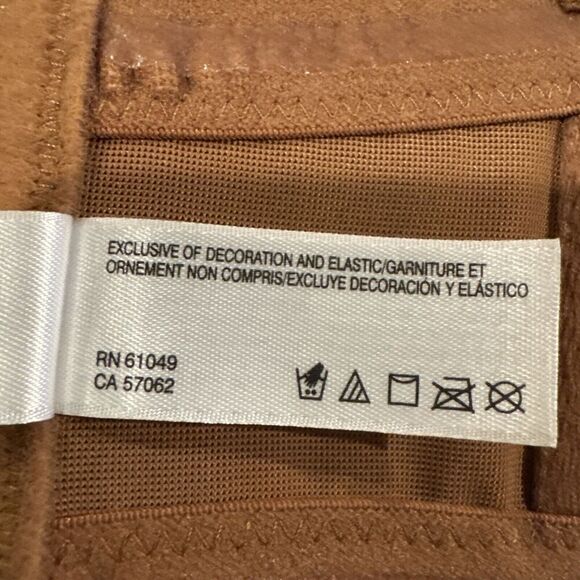 EXCLUSIVE OF DECORATION AND ELASTIC/GARNITURE ET
ORNEMENT NON COMPRIS/EXCLUYE DECORACIÓN Y ELÁSTICO
RN 61049
CA 57062